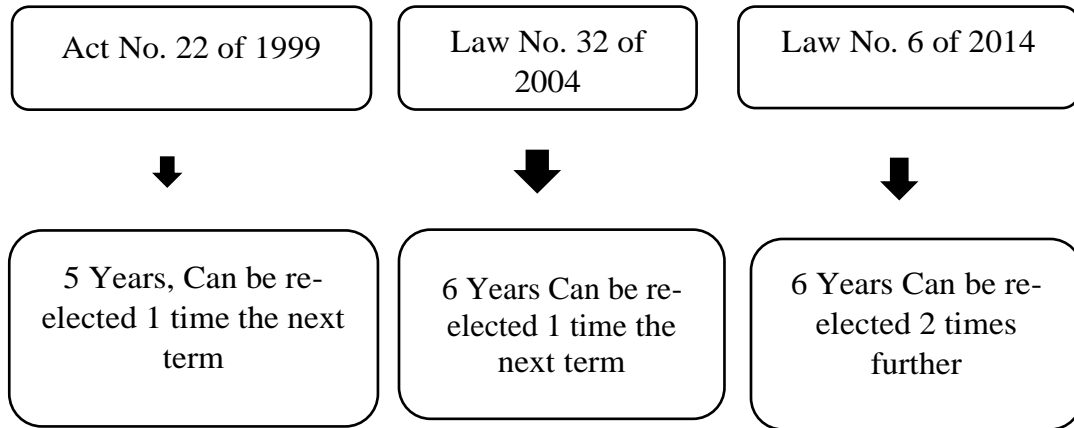 Act No. 22 of 1999
Law No. 32 of
2004
Law No. 6 of 2014
5 Years, Can be re-
elected 1 time the next
term
6 Years Can be re-
elected 1 time the
next term
6 Years Can be re-
elected 2 times
further